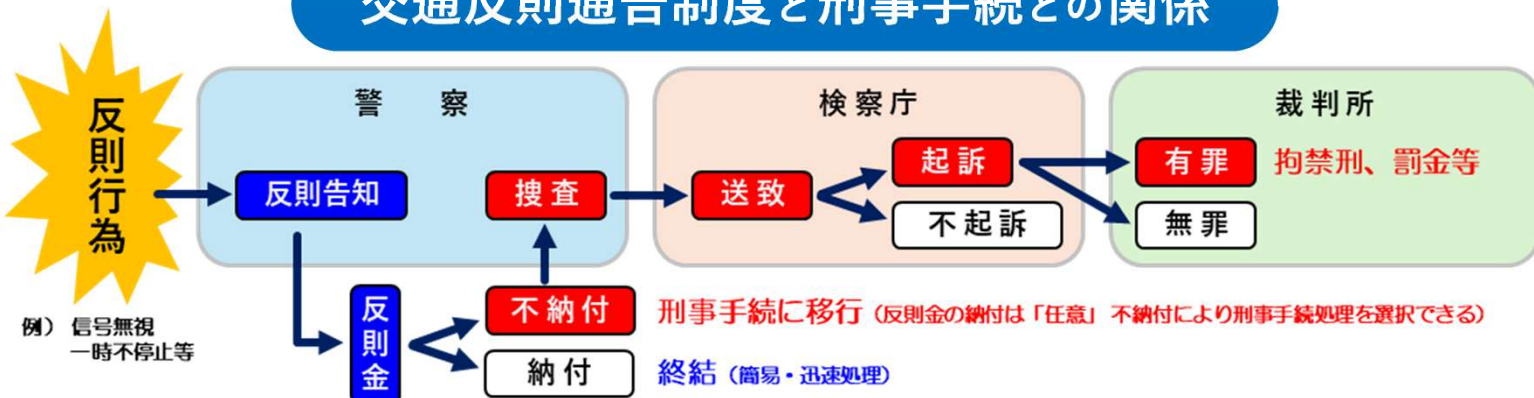 交通反則通告制度と刑事手続との関係
反則行為
例） 信号無視
一時不停止等
警 察
反則告知
捜査
反則金
不納付
刑事手続に移行（反則金の納付は「任意」 不納付により刑事手続処理を選択できる）
納付
終結（簡易・迅速処理）
検察庁
送致
起訴
不起訴
裁判所
有罪 拘禁刑、罰金等
無罪